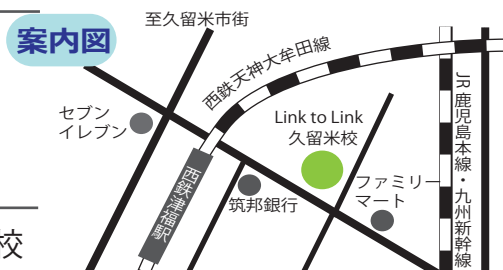 至久留米市街
案内図
西鉄天神大牟田線
セブン
イレブン
Link to Link
久留米校
西鉄津福駅
筑邦銀行
ファミリー
マート
JR 鹿児島本線・九州新幹線
校